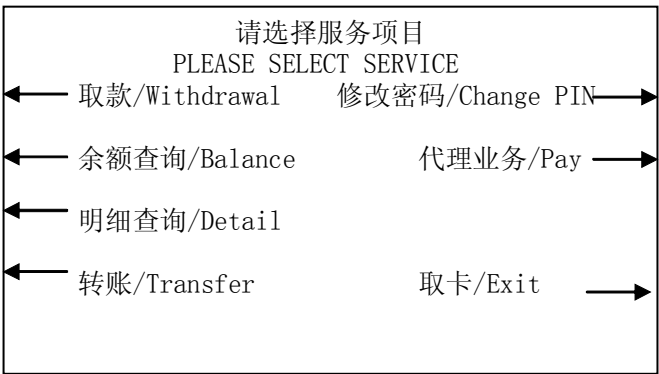 请选择服务项目
PLEASE SELECT SERVICE
取款/Withdrawal 修改密码/Change PIN
余额查询/Balance 代理业务/Pay
明细查询/Detail
转账/Transfer 取卡/Exit